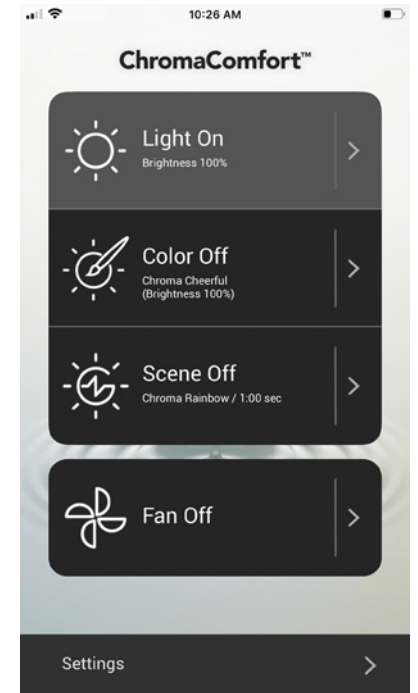 10:26 AM
ChromaComfort™
Light On
Brightness 100%
Color Off
Chroma Cheerful
(Brightness 100%)
Scene Off
Chroma Rainbow / 1:00 sec
Fan Off
Settings